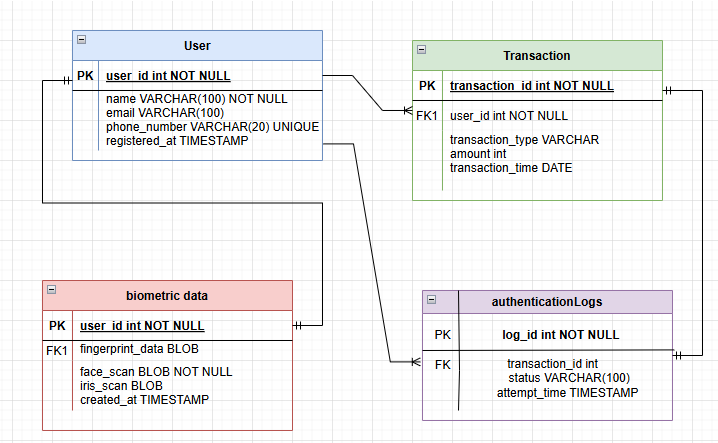 User
PK user_id int NOT NULL
name VARCHAR(100) NOT NULL
email VARCHAR(100)
phone_number VARCHAR(20) UNIQUE
registered_at TIMESTAMP
Transaction
PK transaction_id int NOT NULL
FK1 user_id int NOT NULL
transaction_type VARCHAR
amount int
transaction_time DATE
biometric data
PK user_id int NOT NULL
FK1 fingerprint_data BLOB
face_scan BLOB NOT NULL
iris_scan BLOB
created_at TIMESTAMP
authenticationLogs
PK log_id int NOT NULL
FK transaction_id int
status VARCHAR(100)
attempt_time TIMESTAMP